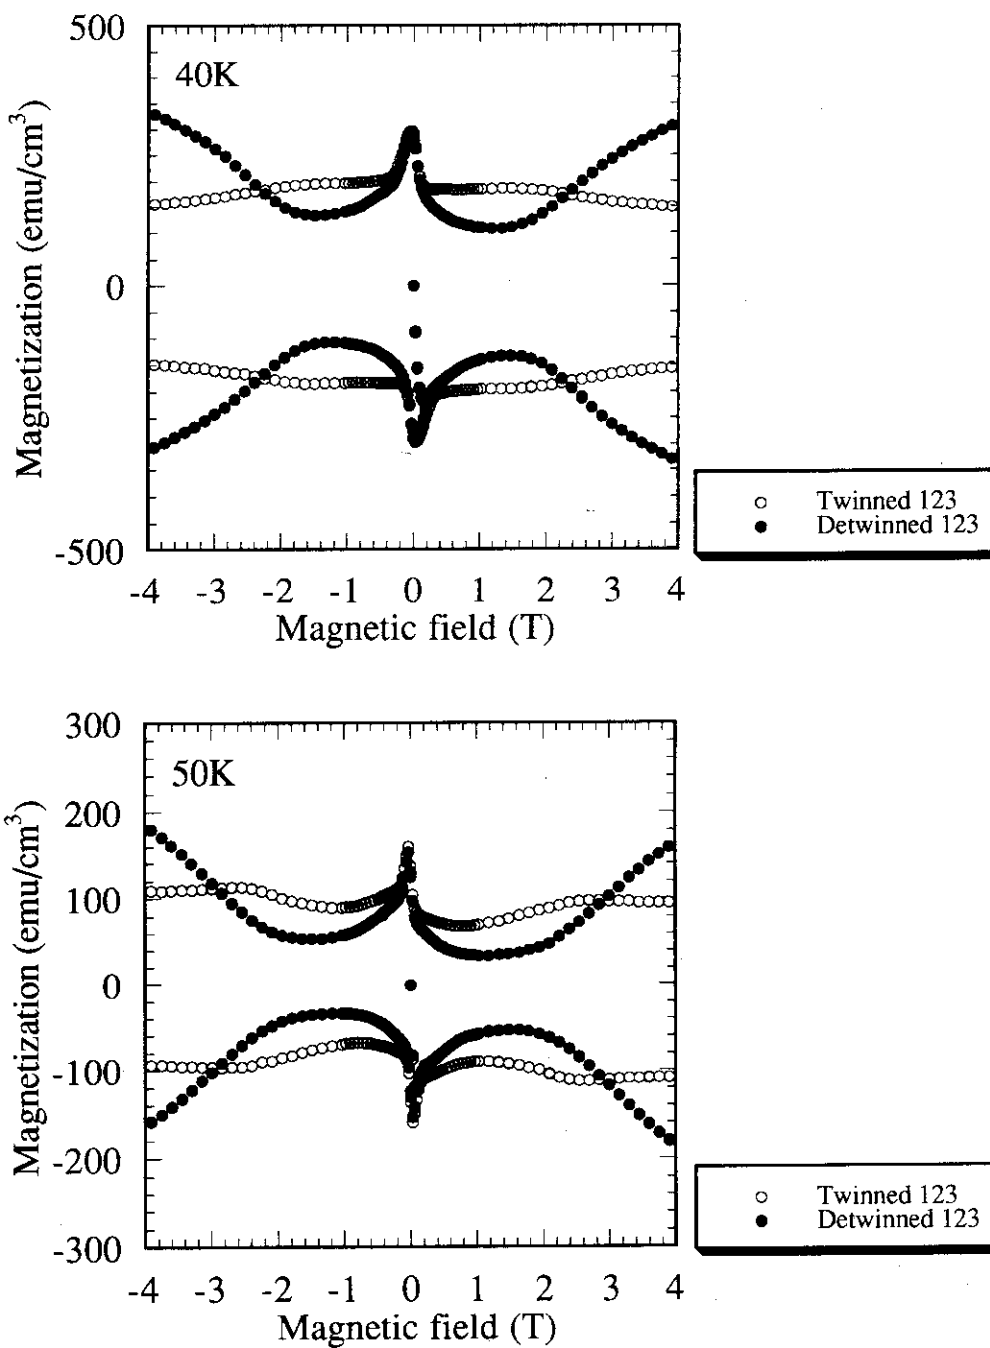 500
40K
0
-500
-4 -3 -2 -1 0 1 2 3 4
Magnetization (emu/cm³)
Magnetic field (T)
Twinned 123
Detwinned 123
300
50K
200
100
0
-100
-200
-300
-4 -3 -2 -1 0 1 2 3 4
Magnetization (emu/cm³)
Magnetic field (T)
Twinned 123
Detwinned 123